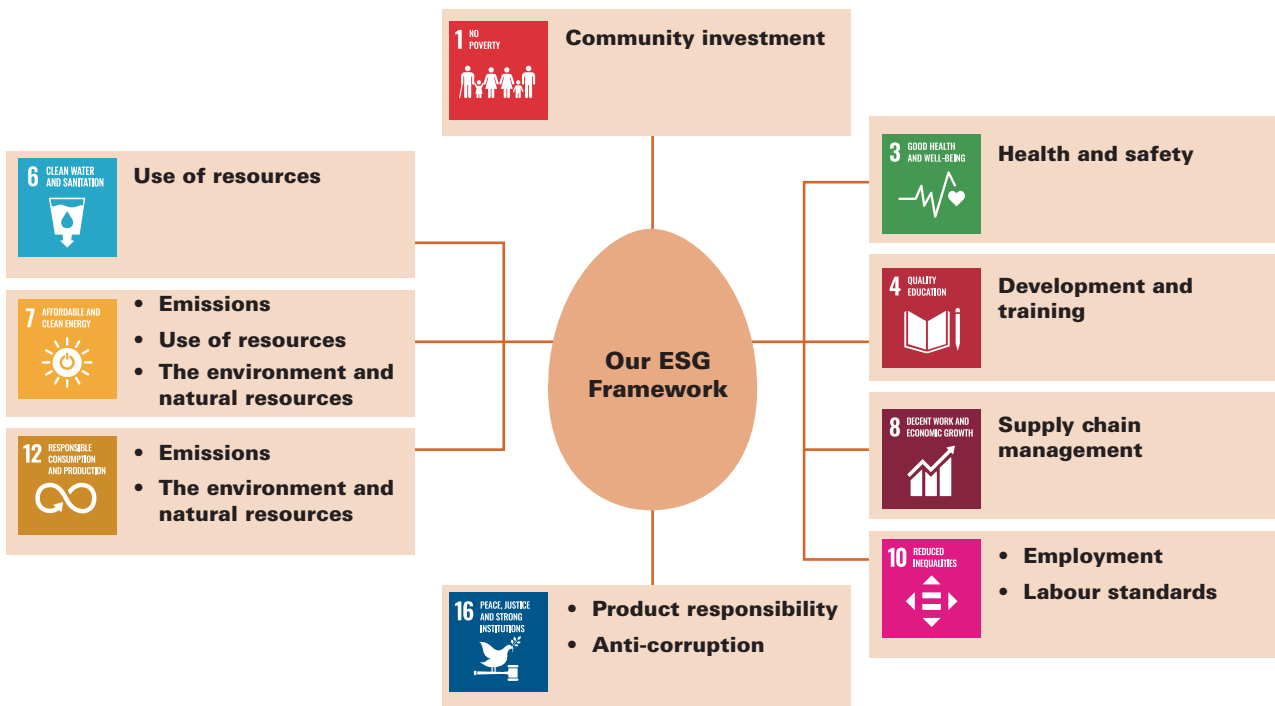 1 NO
POVERTY
Community investment
6 CLEAN WATER
AND SANITATION
Use of resources
7 AFFORDABLE AND
CLEAN ENERGY
• Emissions
• Use of resources
• The environment and
natural resources
12 RESPONSIBLE
CONSUMPTION
AND PRODUCTION
• Emissions
• The environment and
natural resources
Our ESG
Framework
3 GOOD HEALTH
AND WELL-BEING
Health and safety
4 QUALITY
EDUCATION
Development and
training
8 DECENT WORK AND
ECONOMIC GROWTH
Supply chain
management
10 REDUCED
INEQUALITIES
• Employment
• Labour standards
16 PEACE, JUSTICE
AND STRONG
INSTITUTIONS
• Product responsibility
• Anti-corruption